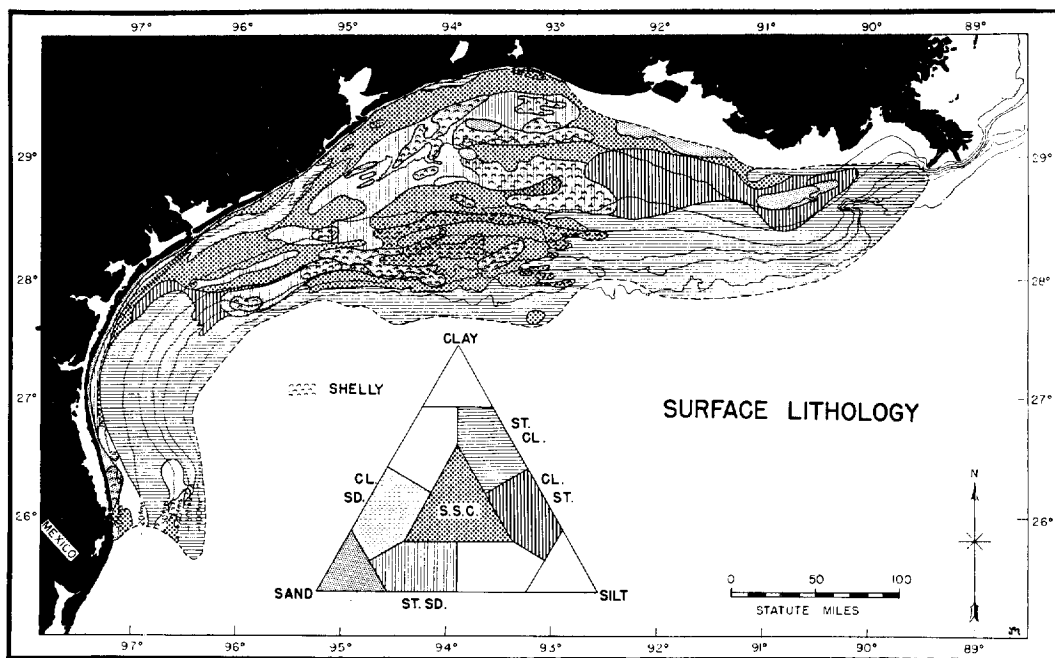 97° 96° 95° 94° 93° 92° 91° 90° 89°
29° 29°
28° 28°
27° 27°
26° 26°
CLAY
SHELLY
SURFACE LITHOLOGY
ST.
CL.
CL.
SD.
CL.
ST.
S.S.C.
N
MEXICO
SAND
SILT
ST. SD.
0 50 100
STATUTE MILES
97° 96° 95° 94° 93° 92° 91° 90° 89°